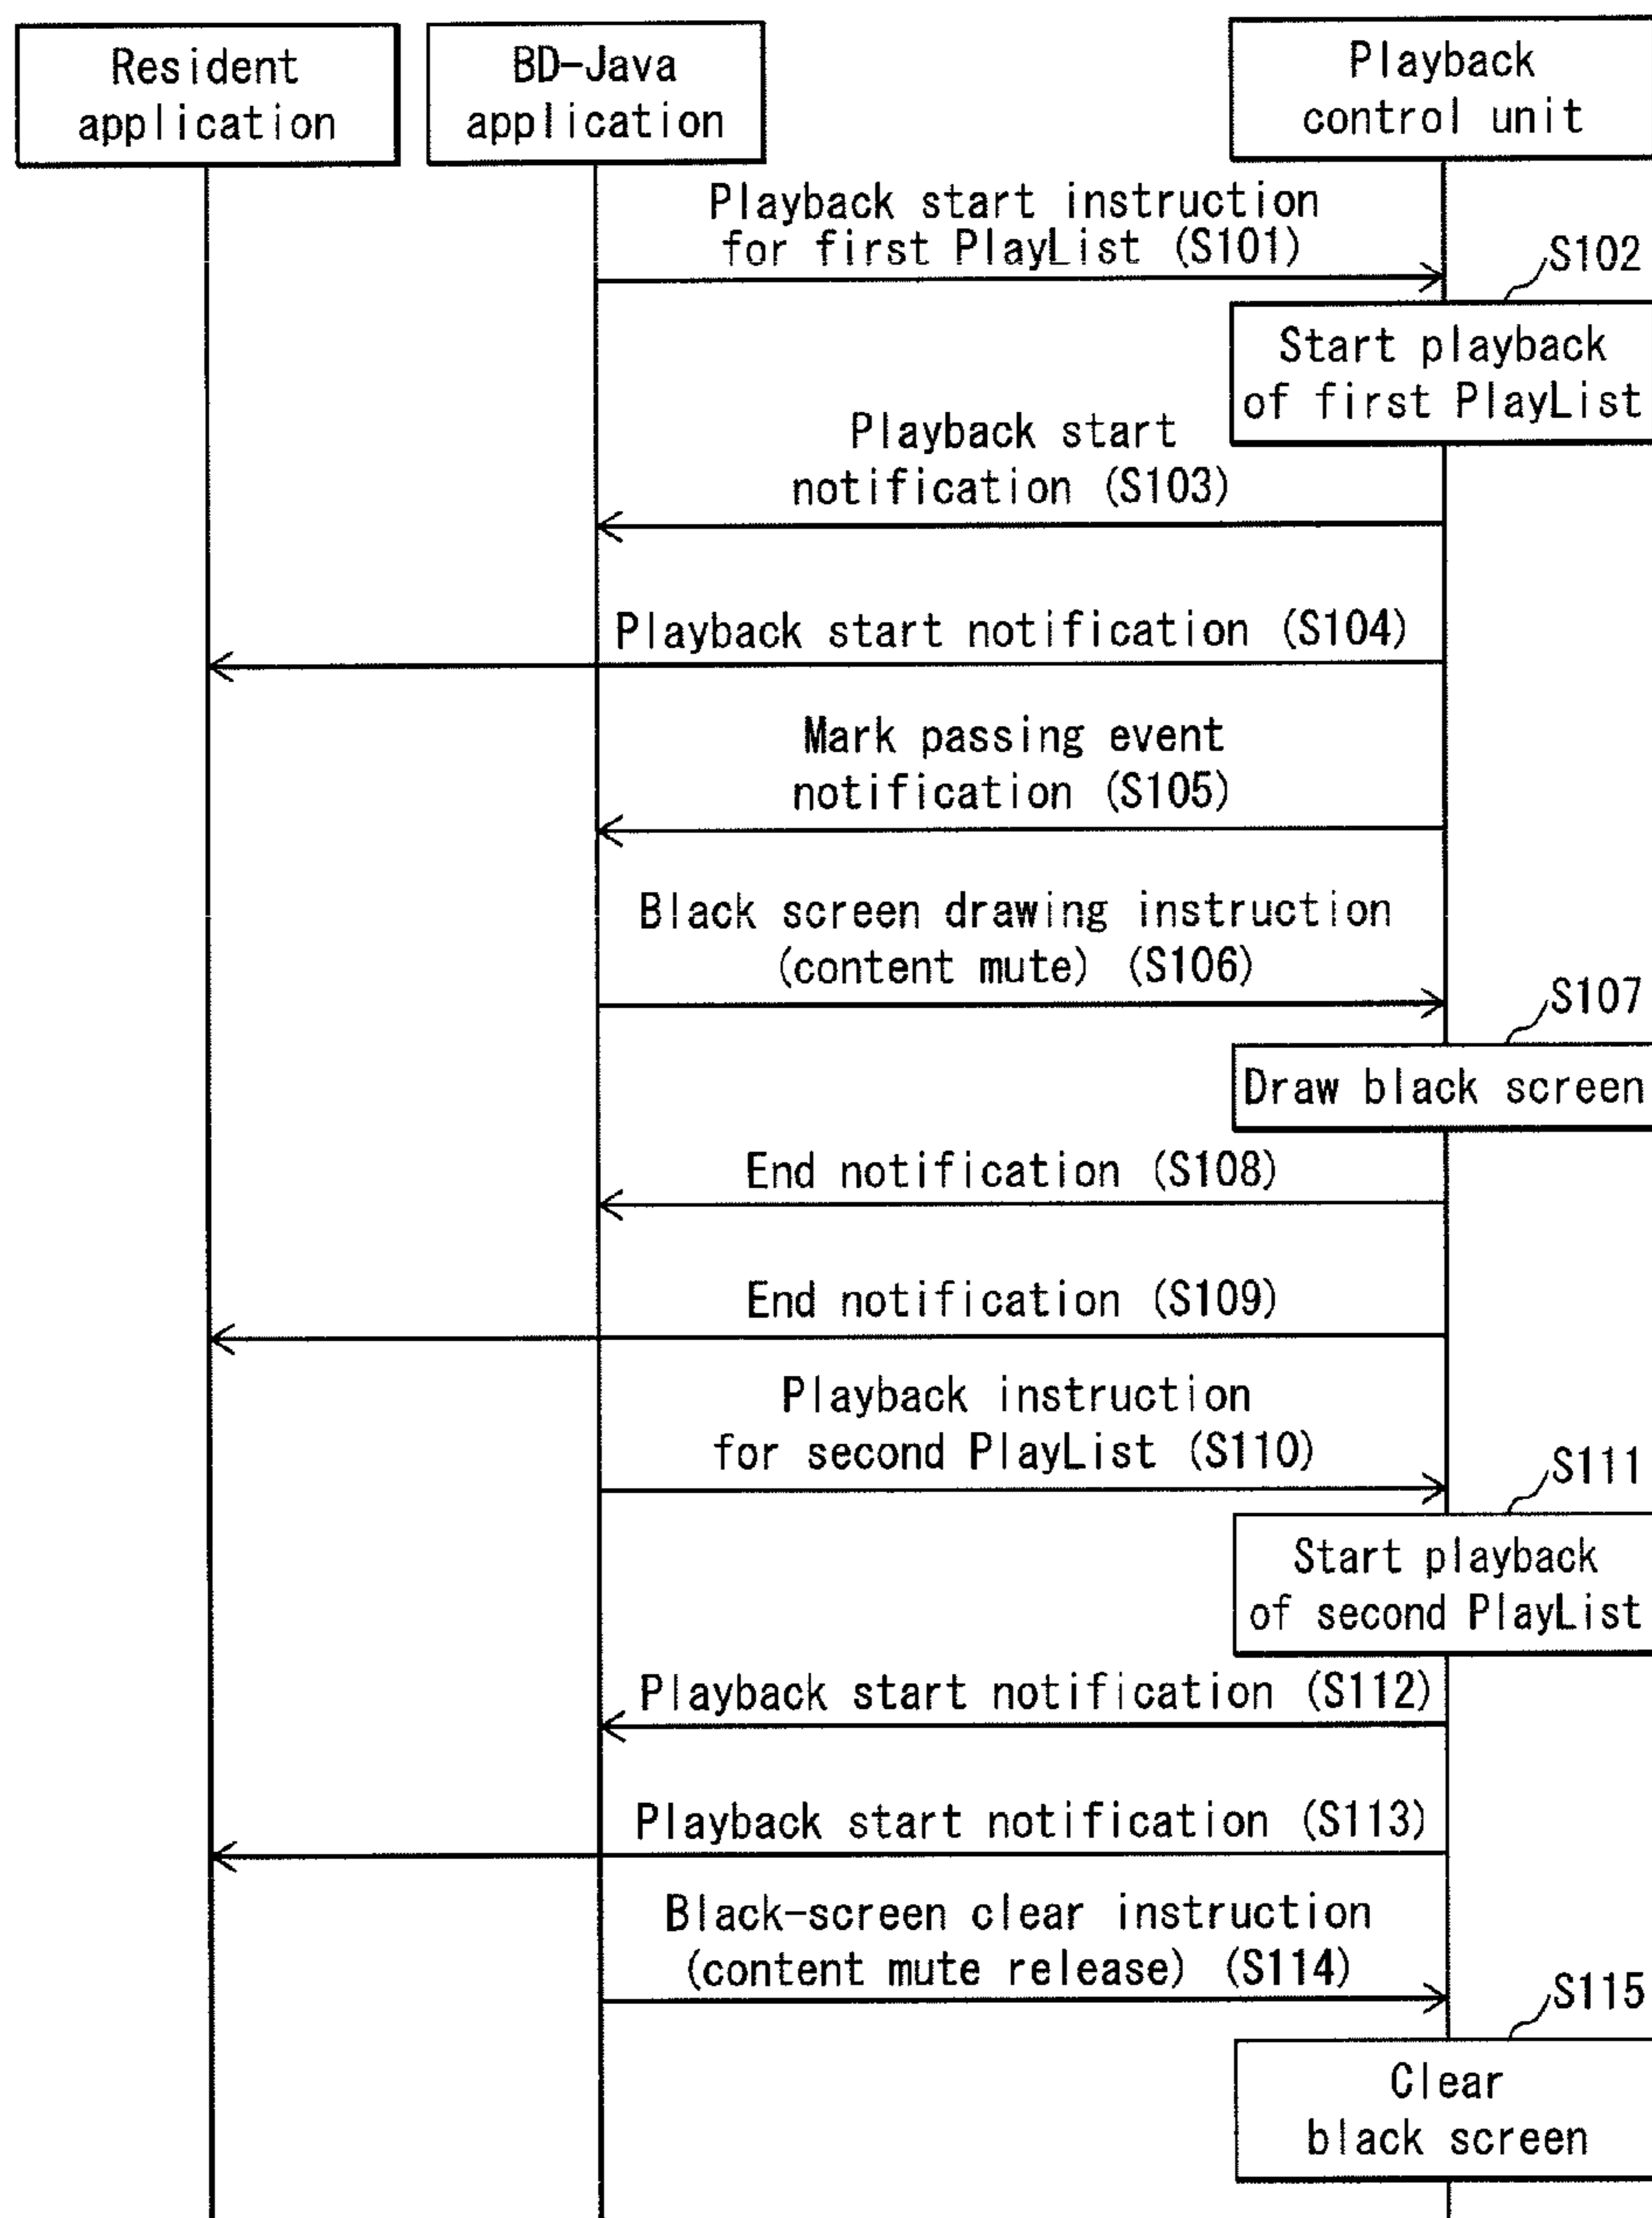 Resident
application
BD-Java
application
Playback
control unit
Playback start instruction
for first PlayList (S101)
S102
Start playback
of first PlayList
Playback start
notification (S103)
Playback start notification (S104)
Mark passing event
notification (S105)
Black screen drawing instruction
(content mute) (S106)
S107
Draw black screen
End notification (S108)
End notification (S109)
Playback instruction
for second PlayList (S110)
S111
Start playback
of second PlayList
Playback start notification (S112)
Playback start notification (S113)
Black-screen clear instruction
(content mute release) (S114)
S115
Clear
black screen